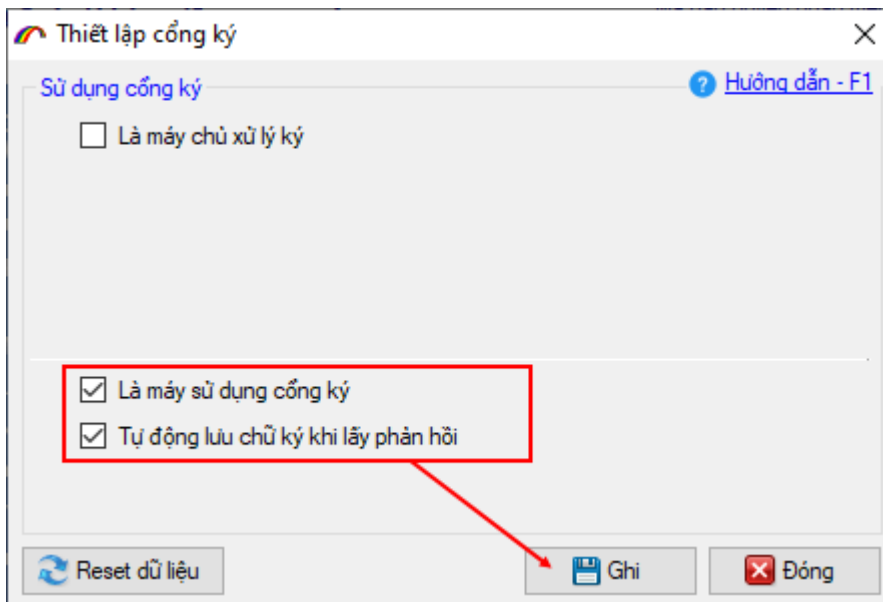 Thiết lập cổng ký
Sử dụng cổng ký
Hướng dẫn - F1
Là máy chủ xử lý ký
Là máy sử dụng cổng ký
Tự động lưu chữ ký khi lấy phản hồi
Reset dữ liệu
Ghi
Đóng